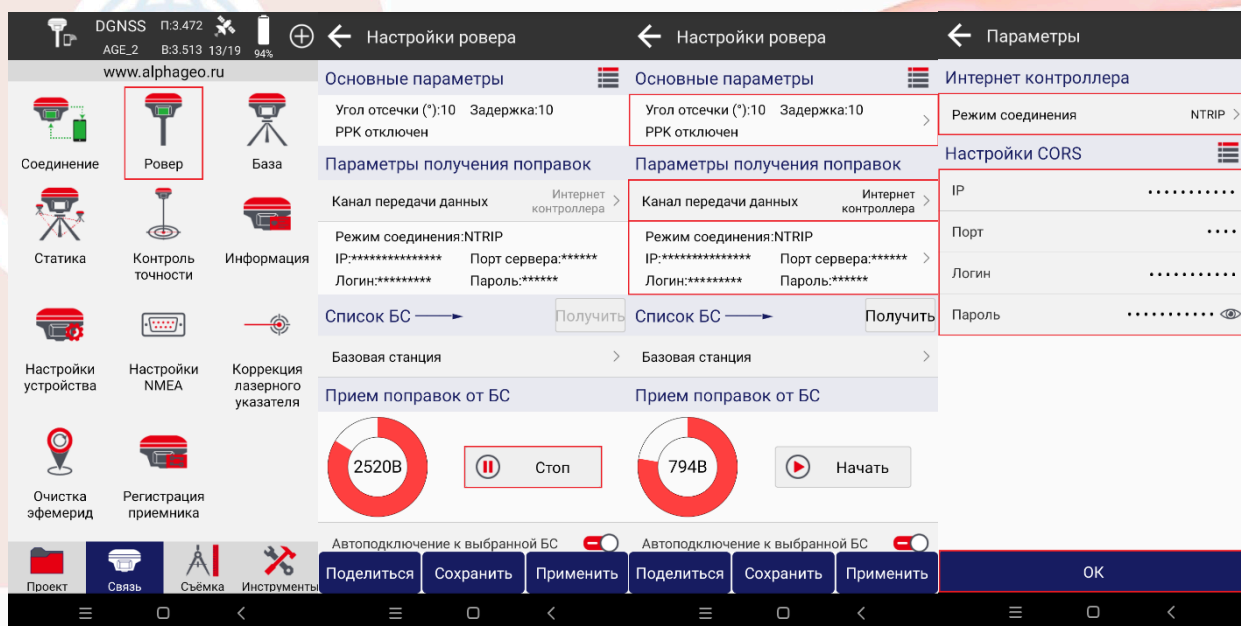 DGNSS П:3.472
AGE_2 В:3.513 13/19 94%
www.alphageo.ru
Соединение
Ровер
База
Статика
Контроль
точности
Информация
Настройки
устройства
Настройки
NMEA
Коррекция
лазерного
указателя
Очистка
эфемерид
Регистрация
приемника
Проект
Связь
Съёмка
Инструменты
Настройки ровера
Основные параметры
Угол отсечки (°):10 Задержка:10
PPK отключен
Параметры получения поправок
Канал передачи данных
Интернет
контроллера
Режим соединения:NTRIP
IP:*************** Порт сервера:******
Логин:********* Пароль:******
Список БС
Получить
Базовая станция
Прием поправок от БС
2520B
Стоп
Автоподключение к выбранной БС
Поделиться
Сохранить
Применить
Настройки ровера
Основные параметры
Угол отсечки (°):10 Задержка:10
PPK отключен
Параметры получения поправок
Канал передачи данных
Интернет
контроллера
Режим соединения:NTRIP
IP:*************** Порт сервера:******
Логин:********* Пароль:******
Список БС
Получить
Базовая станция
Прием поправок от БС
794B
Начать
Автоподключение к выбранной БС
Поделиться
Сохранить
Применить
Параметры
Интернет контроллера
Режим соединения NTRIP
Настройки CORS
IP ···········
Порт ····
Логин ···········
Пароль ···········
ОК